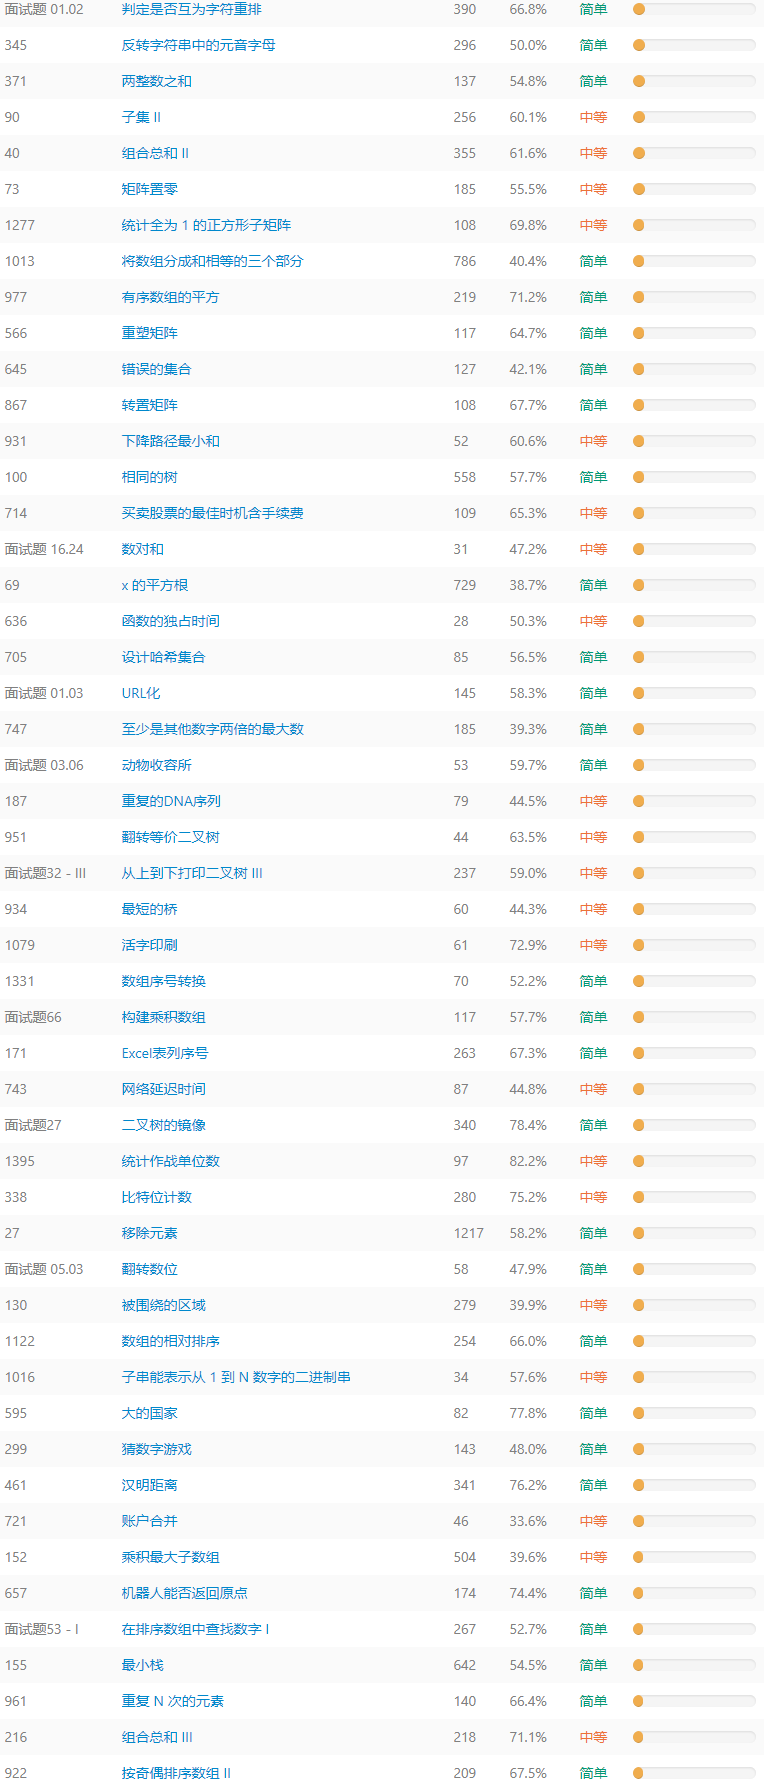 面试题 01.02 判定是否互为字符重排 390 66.8% 简单
345 反转字符串中的元音字母 296 50.0% 简单
371 两整数之和 137 54.8% 简单
90 子集 II 256 60.1% 中等
40 组合总和 II 355 61.6% 中等
73 矩阵置零 185 55.5% 中等
1277 统计全为 1 的正方形子矩阵 108 69.8% 中等
1013 将数组分成和相等的三个部分 786 40.4% 简单
977 有序数组的平方 219 71.2% 简单
566 重塑矩阵 117 64.7% 简单
645 错误的集合 127 42.1% 简单
867 转置矩阵 108 67.7% 简单
931 下降路径最小和 52 60.6% 中等
100 相同的树 558 57.7% 简单
714 买卖股票的最佳时机含手续费 109 65.3% 中等
面试题 16.24 数对和 31 47.2% 中等
69 x 的平方根 729 38.7% 简单
636 函数的独占时间 28 50.3% 中等
705 设计哈希集合 85 56.5% 简单
面试题 01.03 URL化 145 58.3% 简单
747 至少是其他数字两倍的最大数 185 39.3% 简单
面试题 03.06 动物收容所 53 59.7% 简单
187 重复的DNA序列 79 44.5% 中等
951 翻转等价二叉树 44 63.5% 中等
面试题32 - III 从上到下打印二叉树 III 237 59.0% 中等
934 最短的桥 60 44.3% 中等
1079 活字印刷 61 72.9% 中等
1331 数组序号转换 70 52.2% 简单
面试题66 构建乘积数组 117 57.7% 简单
171 Excel表列序号 263 67.3% 简单
743 网络延迟时间 87 44.8% 中等
面试题27 二叉树的镜像 340 78.4% 简单
1395 统计作战单位数 97 82.2% 中等
338 比特位计数 280 75.2% 中等
27 移除元素 1217 58.2% 简单
面试题 05.03 翻转数位 58 47.9% 简单
130 被围绕的区域 279 39.9% 中等
1122 数组的相对排序 254 66.0% 简单
1016 子串能表示从 1 到 N 数字的二进制串 34 57.6% 中等
595 大的国家 82 77.8% 简单
299 猜数字游戏 143 48.0% 简单
461 汉明距离 341 76.2% 简单
721 账户合并 46 33.6% 中等
152 乘积最大子数组 504 39.6% 中等
657 机器人能否返回原点 174 74.4% 简单
面试题53 - I 在排序数组中查找数字 I 267 52.7% 简单
155 最小栈 642 54.5% 简单
961 重复 N 次的元素 140 66.4% 简单
216 组合总和 III 218 71.1% 中等
922 按奇偶排序数组 II 209 67.5% 简单